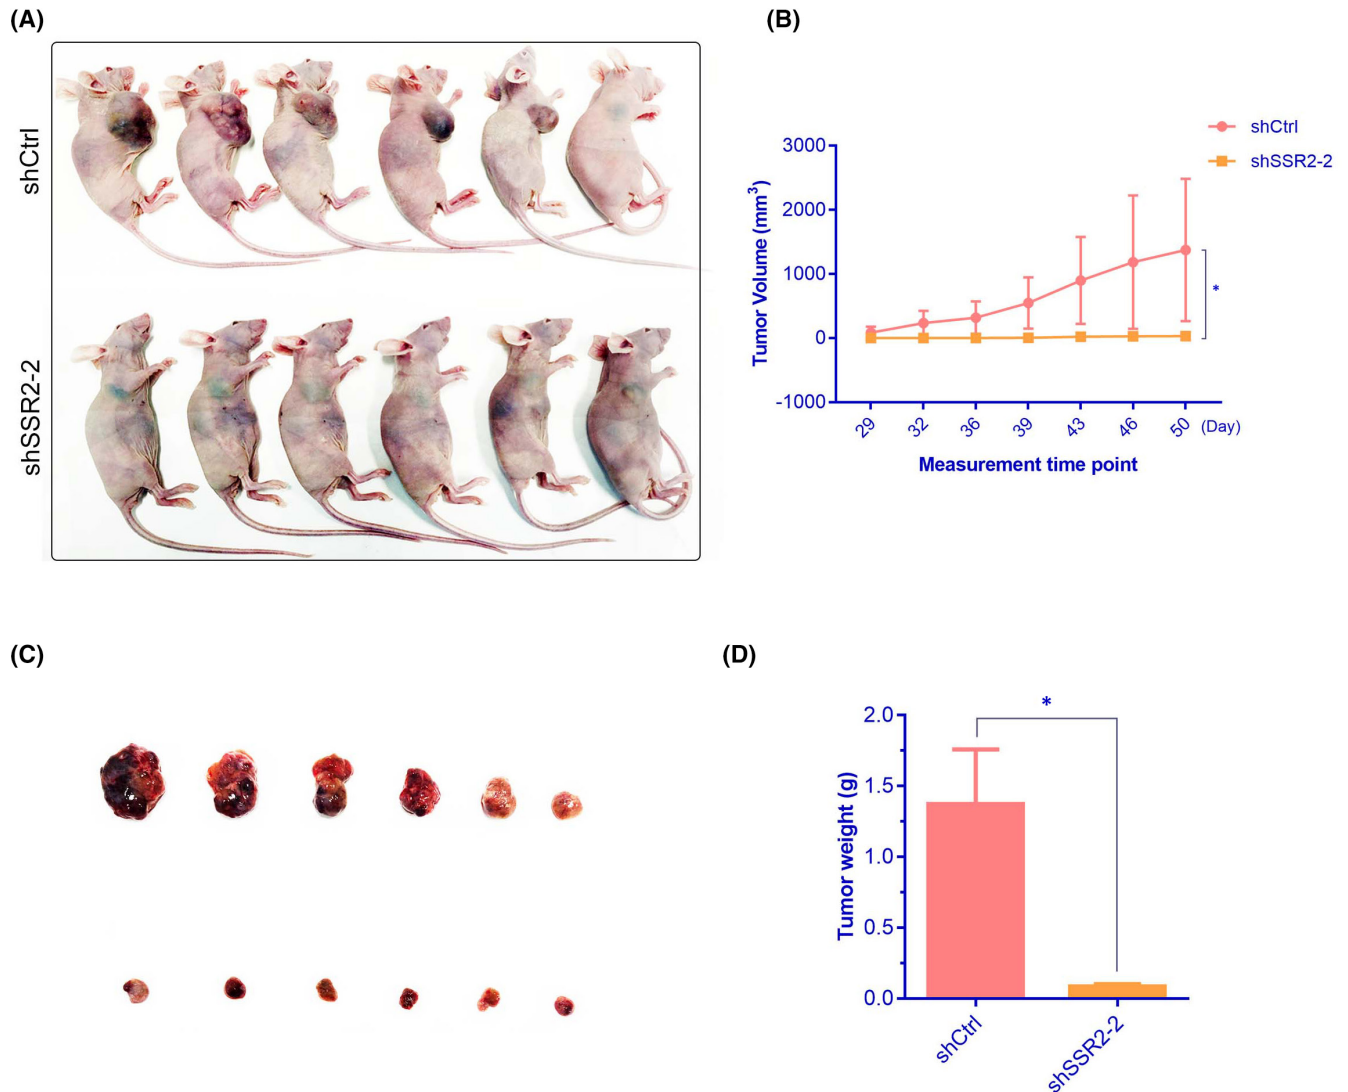 (A)
shCtrl
shSSR2-2
(B)
shCtrl
shSSR2-2
Tumor Volume (mm³)
3000
2000
1000
0
-1000
*
29 32 36 39 43 46 50 (Day)
Measurement time point
(C)
(D)
*
Tumor weight (g)
2.0
1.5
1.0
0.5
0.0
shCtrl
shSSR2-2